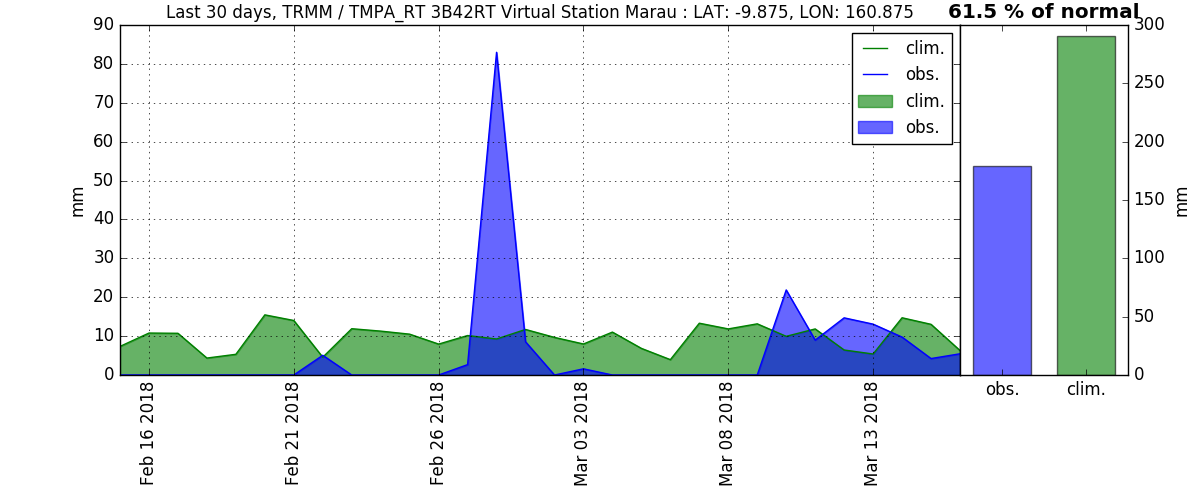 Last 30 days, TRMM / TMPA_RT 3B42RT Virtual Station Marau : LAT: -9.875, LON: 160.875
61.5 % of normal
90
80
70
60
50
40
30
20
10
0
mm
clim.
obs.
clim.
obs.
Feb 16 2018
Feb 21 2018
Feb 26 2018
Mar 03 2018
Mar 08 2018
Mar 13 2018
300
250
200
150
100
50
0
mm
obs.
clim.